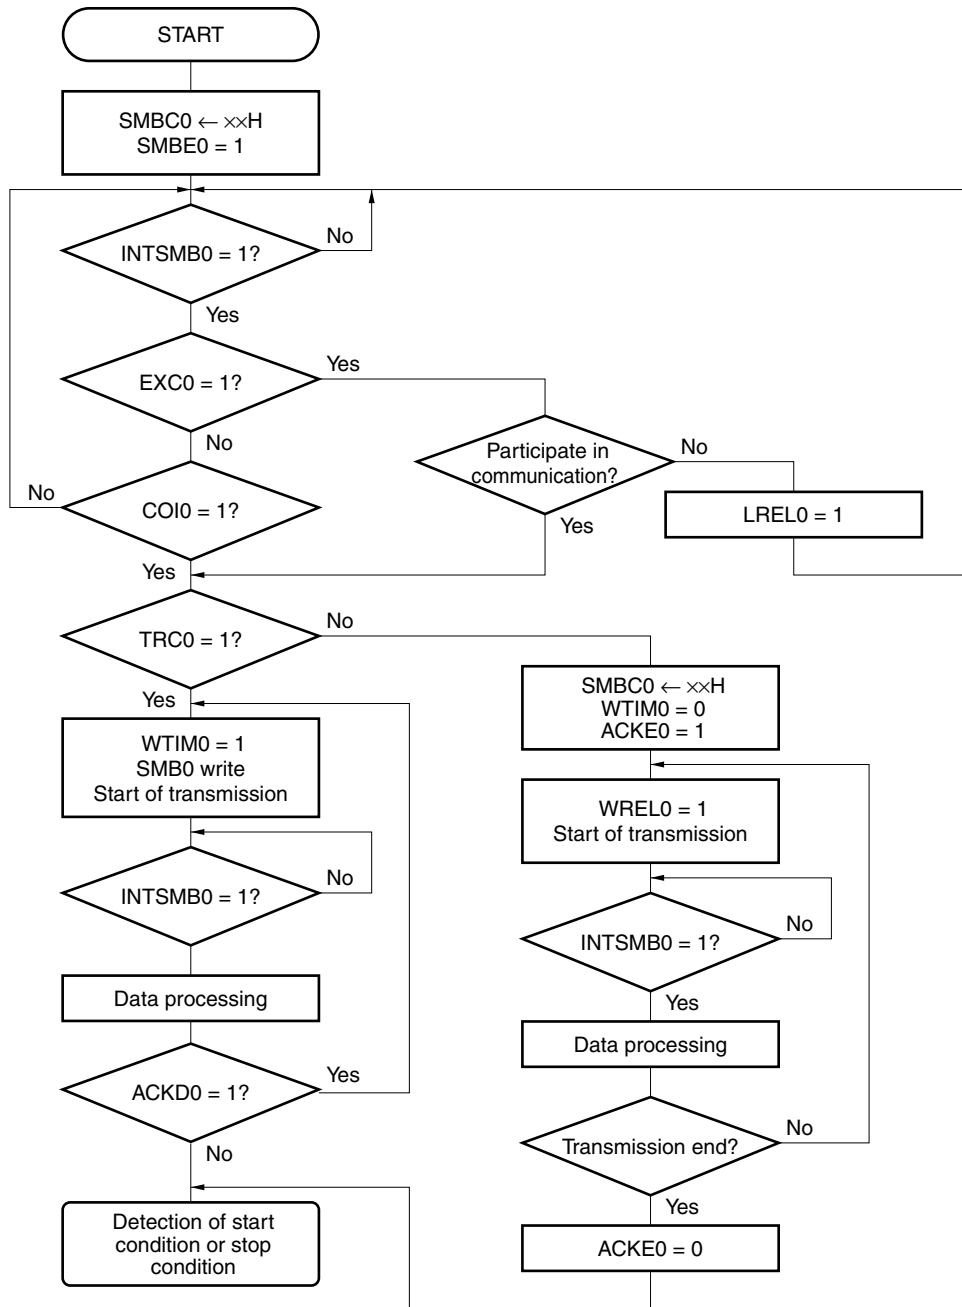 START
SMBC0 ← ××H
SMBE0 = 1
INTSMB0 = 1?
No
Yes
EXC0 = 1?
Yes
No
Participate in
communication?
No
Yes
LREL0 = 1
COI0 = 1?
No
Yes
TRC0 = 1?
No
Yes
WTIM0 = 1
SMB0 write
Start of transmission
INTSMB0 = 1?
No
Data processing
ACKD0 = 1?
Yes
No
Detection of start
condition or stop
condition
SMBC0 ← ××H
WTIM0 = 0
ACKE0 = 1
WREL0 = 1
Start of transmission
INTSMB0 = 1?
No
Yes
Data processing
Transmission end?
No
Yes
ACKE0 = 0